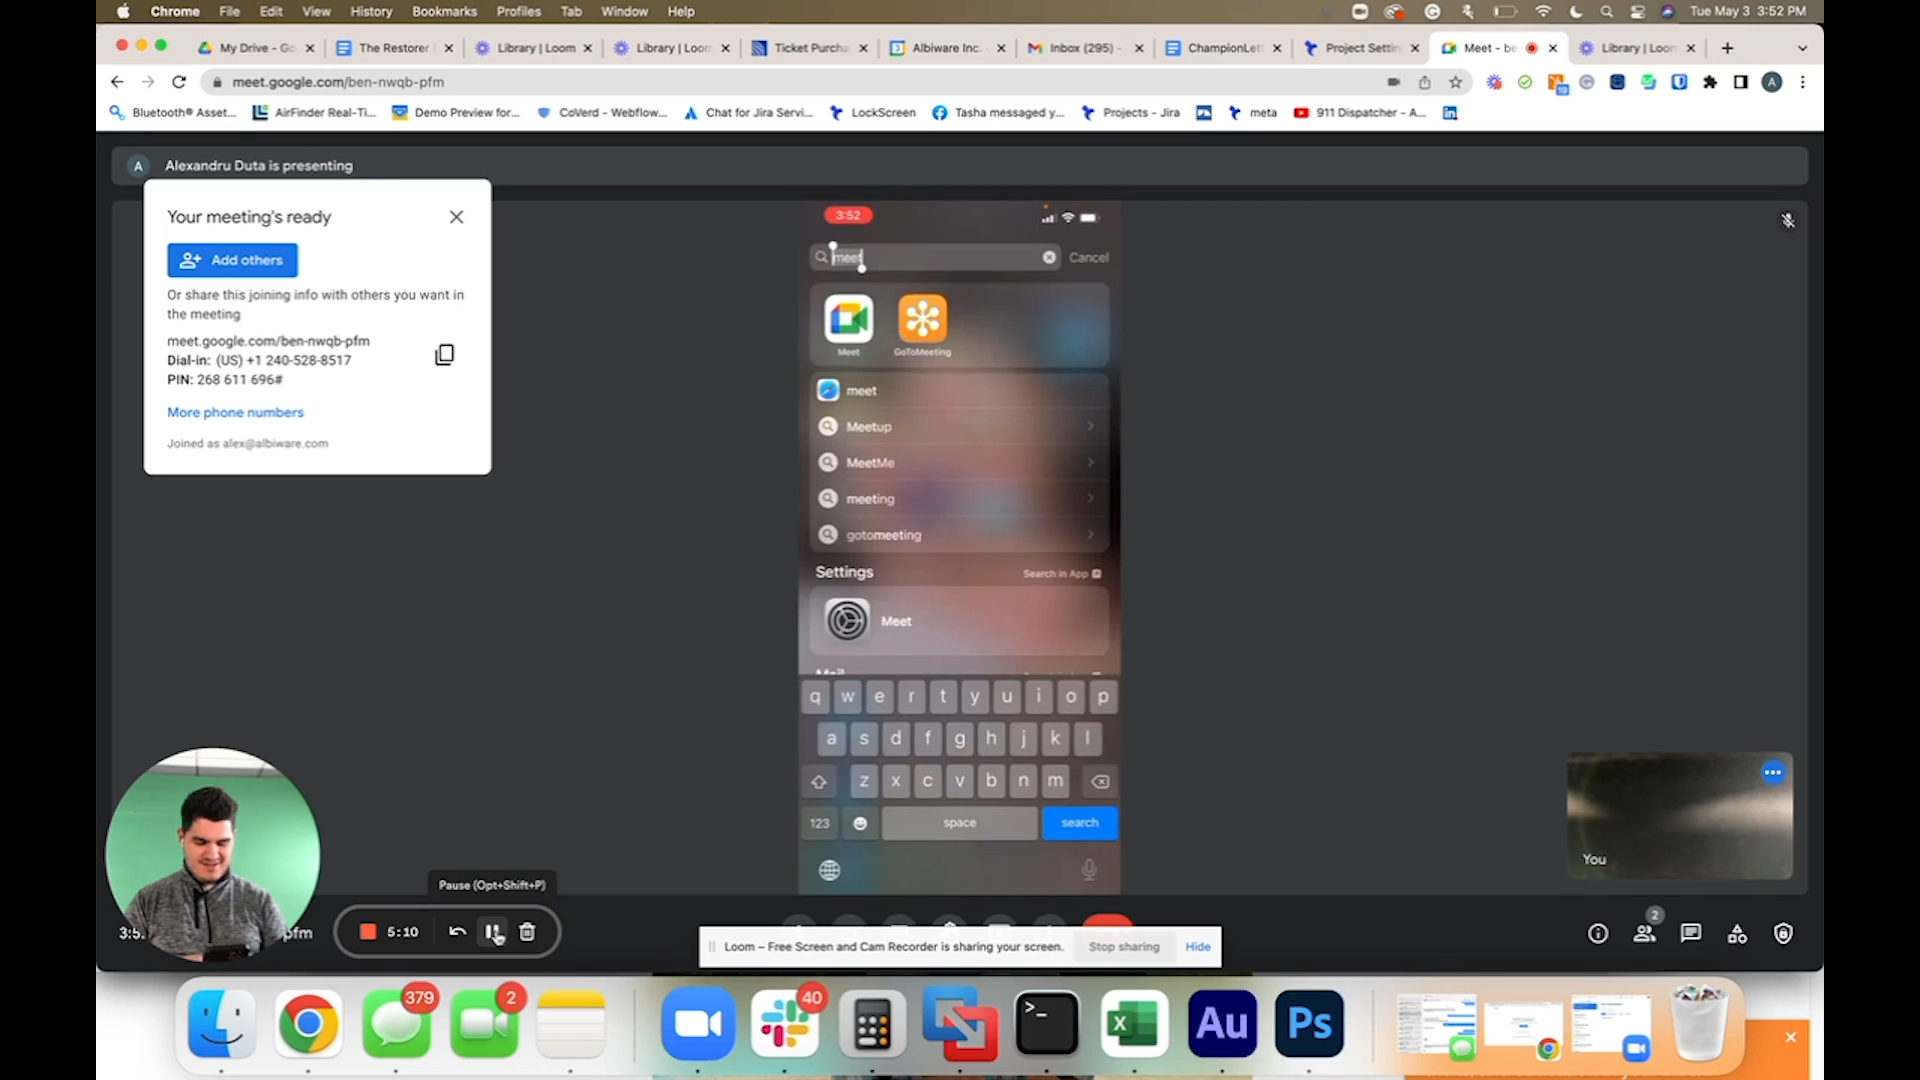 Chrome File Edit View History Bookmarks Profiles Tab Window Help Tue May 3 3:52 PM
My Drive - Go The Restorer Library | Loom Library | Loom Ticket Purcha Albiware Inc. - Inbox (295) - ChampionLett Project Settin Meet - be Library | Loom
meet.google.com/ben-nwqb-pfm
Bluetooth® Asset... AirFinder Real-Ti... Demo Preview for... CoVerd - Webflow... Chat for Jira Servi... LockScreen Tasha messaged y... Projects - Jira meta 911 Dispatcher - A...
A Alexandru Duta is presenting
Your meeting's ready
Add others
Or share this joining info with others you want in
the meeting
meet.google.com/ben-nwqb-pfm
Dial-in: (US) +1 240-528-8517
PIN: 268 611 696#
More phone numbers
Joined as alex@albiware.com
3:52
meet Cancel
Meet GoToMeeting
meet
Meetup
MeetMe
meeting
gotomeeting
Settings Search in App
Meet
q w e r t y u i o p
a s d f g h j k l
z x c v b n m
123 space search
You
Pause (Opt+Shift+P)
3:5 pfm
5:10
2
Loom – Free Screen and Cam Recorder is sharing your screen. Stop sharing Hide
379 2 40
>_ X Au Ps